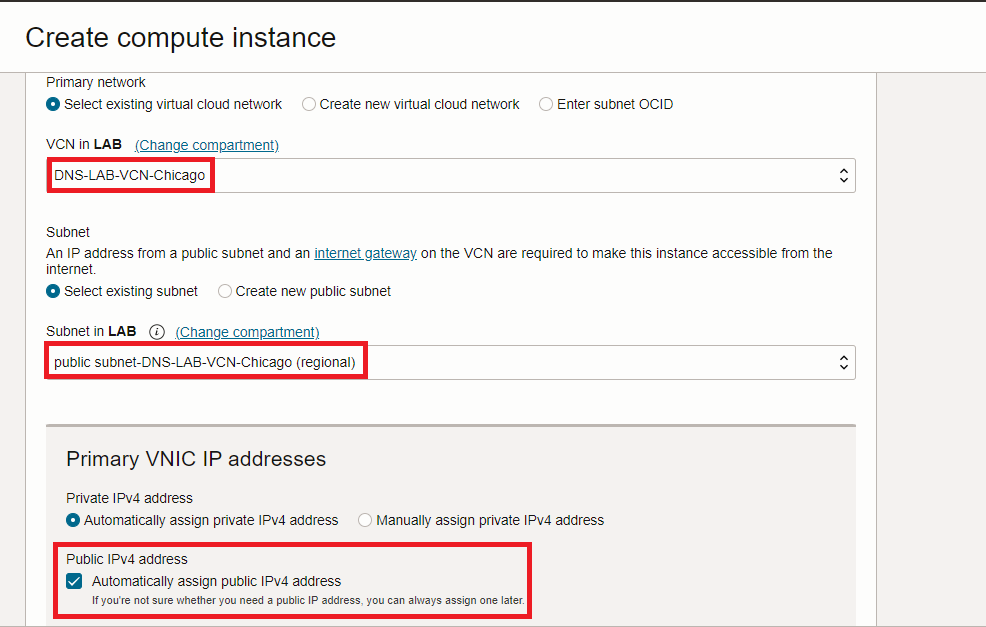 Create compute instance
Primary network
Select existing virtual cloud network Create new virtual cloud network Enter subnet OCID
VCN in LAB (Change compartment)
DNS-LAB-VCN-Chicago
Subnet
An IP address from a public subnet and an internet gateway on the VCN are required to make this instance accessible from the
internet.
Select existing subnet Create new public subnet
Subnet in LAB i (Change compartment)
public subnet-DNS-LAB-VCN-Chicago (regional)
Primary VNIC IP addresses
Private IPv4 address
Automatically assign private IPv4 address Manually assign private IPv4 address
Public IPv4 address
Automatically assign public IPv4 address
If you're not sure whether you need a public IP address, you can always assign one later.